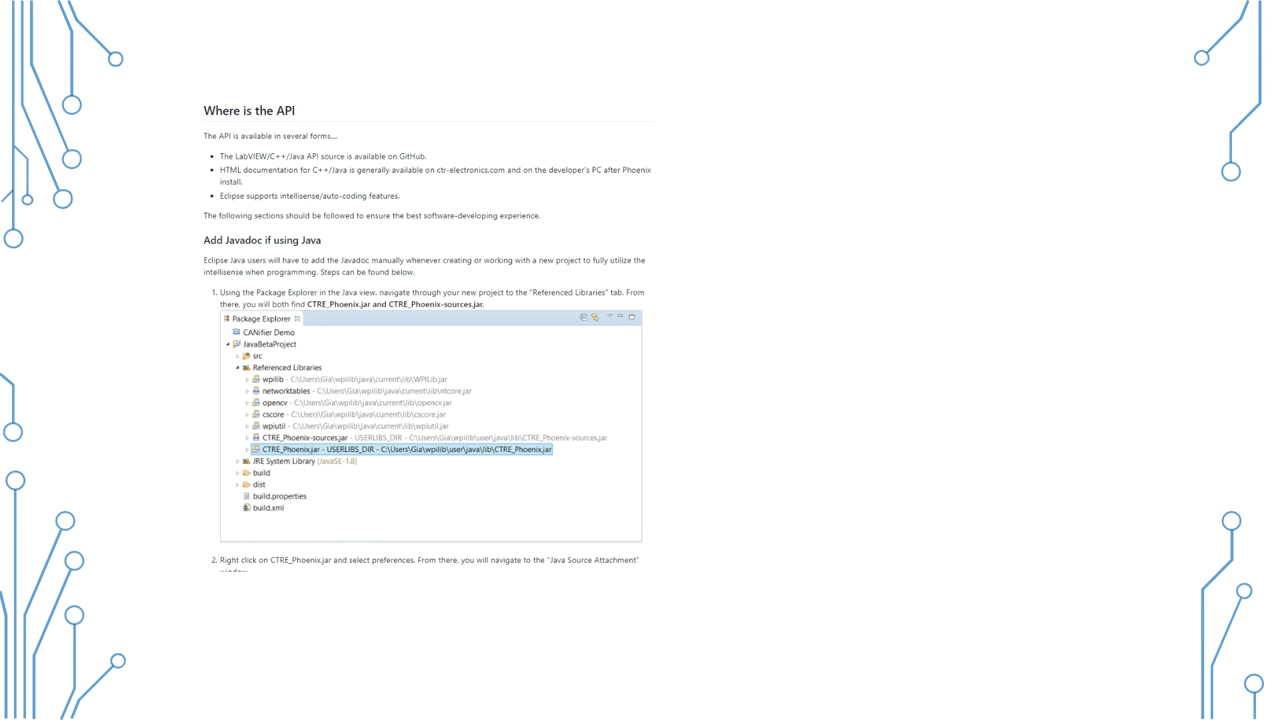 Where is the API
The API is available in several forms....
The LabVIEW/C++/Java API source is available on GitHub.
HTML documentation for C++/Java is generally available on ctr-electronics.com and on the developer's PC after Phoenix
install.
Eclipse supports intellisense/auto-coding features.
The following sections should be followed to ensure the best software-developing experience.
Add Javadoc if using Java
Eclipse Java users will have to add the Javadoc manually whenever creating or working with a new project to fully utilize the
intellisense when programming. Steps can be found below.
1. Using the Package Explorer in the Java view, navigate through your new project to the "Referenced Libraries" tab. From
there, you will both find CTRE_Phoenix.jar and CTRE_Phoenix-sources.jar.
Package Explorer
CANifier Demo
JavaBetaProject
src
Referenced Libraries
wpilib - C:\Users\Gia\wpilib\java\current\lib\WPILib.jar
networktables - C:\Users\Gia\wpilib\java\current\lib\ntcore.jar
opencv - C:\Users\Gia\wpilib\java\current\lib\opencv.jar
cscore - C:\Users\Gia\wpilib\java\current\lib\cscore.jar
wpiutil - C:\Users\Gia\wpilib\java\current\lib\wpiutil.jar
CTRE_Phoenix-sources.jar - USERLIBS_DIR - C:\Users\Gia\wpilib\user\java\lib\CTRE_Phoenix-sources.jar
CTRE_Phoenix.jar - USERLIBS_DIR - C:\Users\Gia\wpilib\user\java\lib\CTRE_Phoenix.jar
JRE System Library [JavaSE-1.8]
build
dist
build.properties
build.xml
2. Right click on CTRE_Phoenix.jar and select preferences. From there, you will navigate to the "Java Source Attachment"